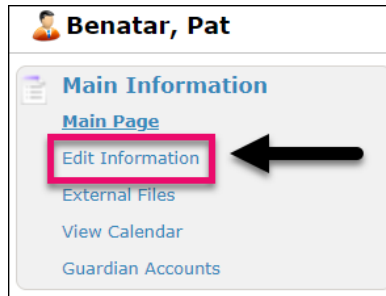 Benatar, Pat
Main Information
Main Page
Edit Information
External Files
View Calendar
Guardian Accounts